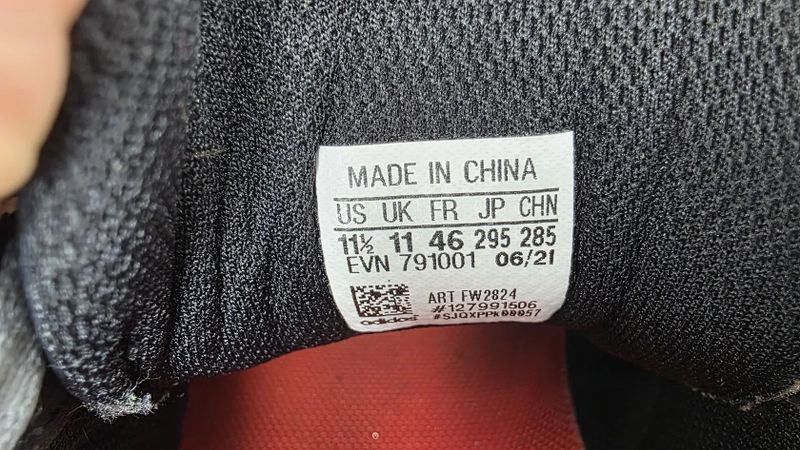 MADE IN CHINA
US UK FR JP CHN
11½ 11 46 295 285
EVN 791001 06/21
ART FW2824
#127991506
adidas #SJQXPPK00057